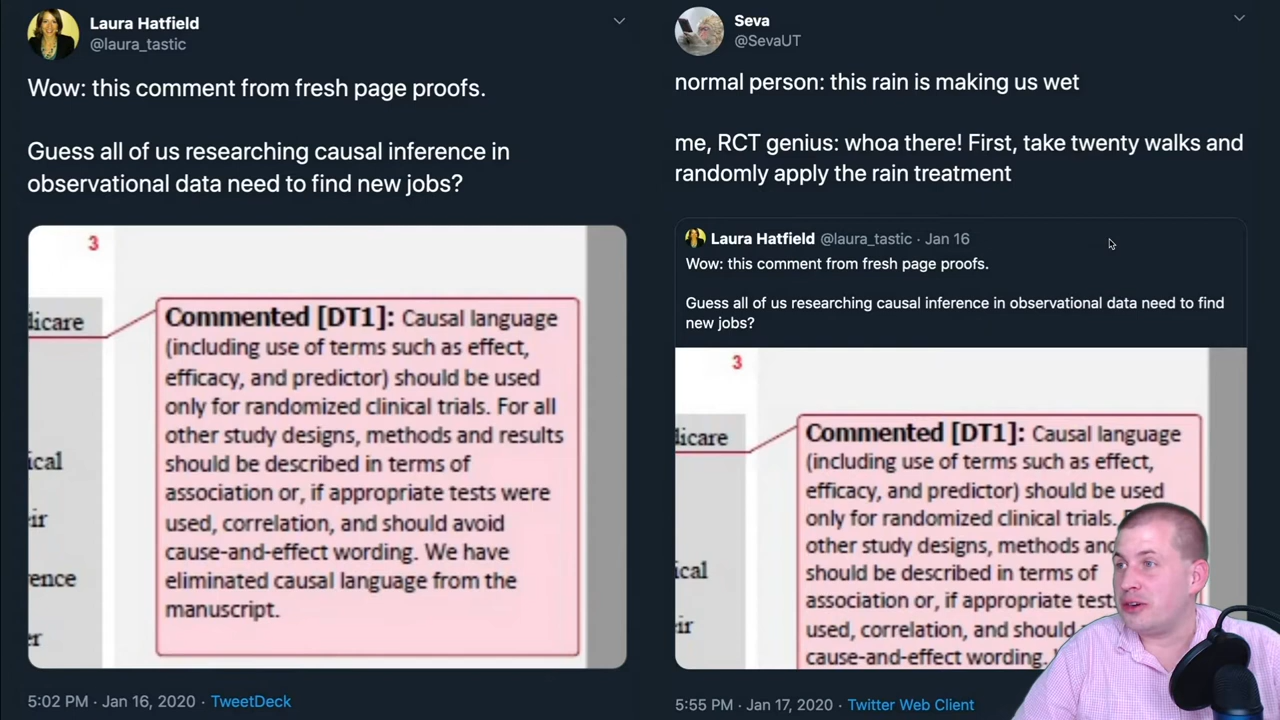 Laura Hatfield
@laura_tastic
Wow: this comment from fresh page proofs.
Guess all of us researching causal inference in
observational data need to find new jobs?
3
dicare
ical
eir
rence
er
Commented [DT1]: Causal language
(including use of terms such as effect,
efficacy, and predictor) should be used
only for randomized clinical trials. For all
other study designs, methods and results
should be described in terms of
association or, if appropriate tests were
used, correlation, and should avoid
cause-and-effect wording. We have
eliminated causal language from the
manuscript.
5:02 PM · Jan 16, 2020 · TweetDeck
Seva
@SevaUT
normal person: this rain is making us wet
me, RCT genius: whoa there! First, take twenty walks and
randomly apply the rain treatment
Laura Hatfield @laura_tastic · Jan 16
Wow: this comment from fresh page proofs.
Guess all of us researching causal inference in observational data need to find
new jobs?
3
dicare
ical
eir
Commented [DT1]: Causal language
(including use of terms such as effect,
efficacy, and predictor) should be used
only for randomized clinical trials.
other study designs, methods and
should be described in terms of
association or, if appropriate tests
used, correlation, and should
cause-and-effect wording.
5:55 PM · Jan 17, 2020 · Twitter Web Client